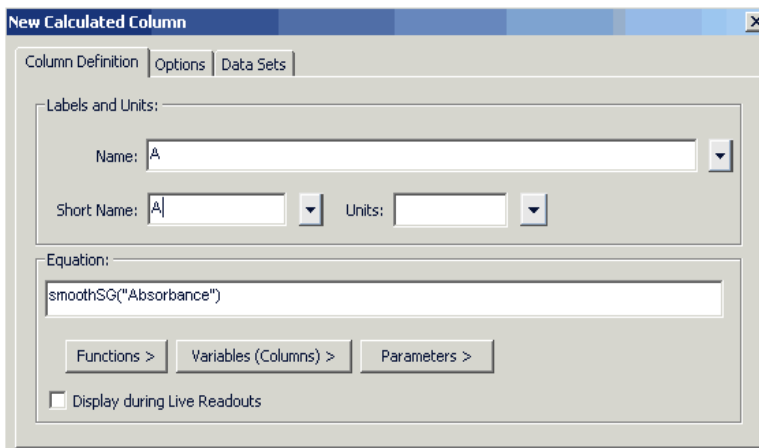 New Calculated Column
Column Definition Options Data Sets
Labels and Units:
Name: A
Short Name: A Units:
Equation:
smoothSG("Absorbance")
Functions > Variables (Columns) > Parameters >
Display during Live Readouts